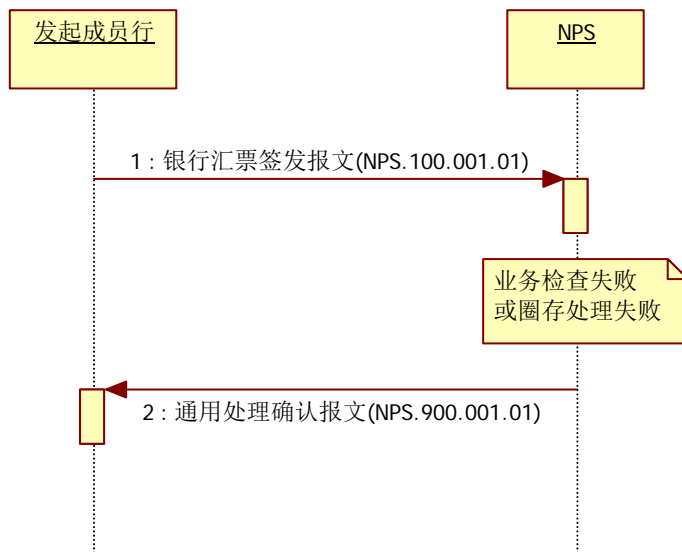 发起成员行
NPS
1 : 银行汇票签发报文(NPS.100.001.01)
业务检查失败
或圈存处理失败
2 : 通用处理确认报文(NPS.900.001.01)